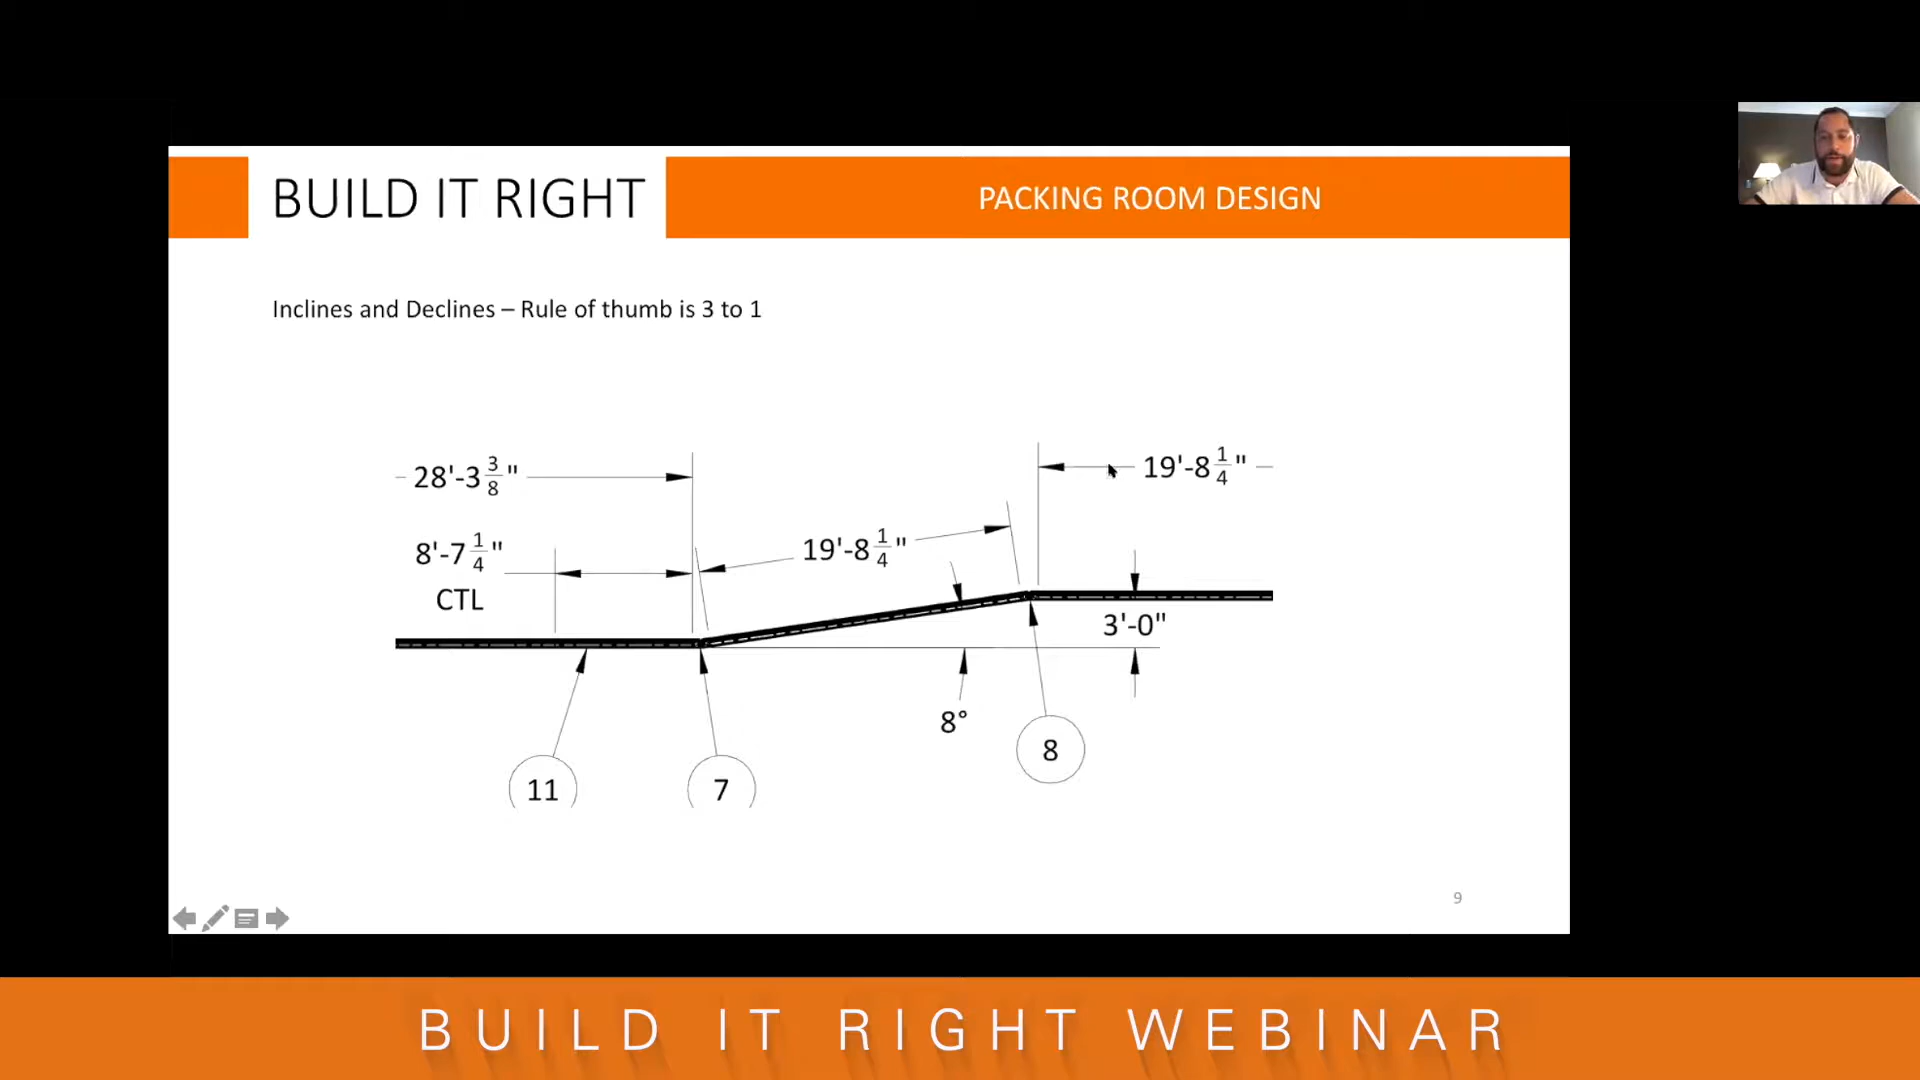 BUILD IT RIGHT
PACKING ROOM DESIGN
Inclines and Declines – Rule of thumb is 3 to 1
28'-3 3/8"
19'-8 1/4"
8'-7 1/4"
CTL
19'-8 1/4"
3'-0"
8°
8
11
7
9
BUILD IT RIGHT WEBINAR